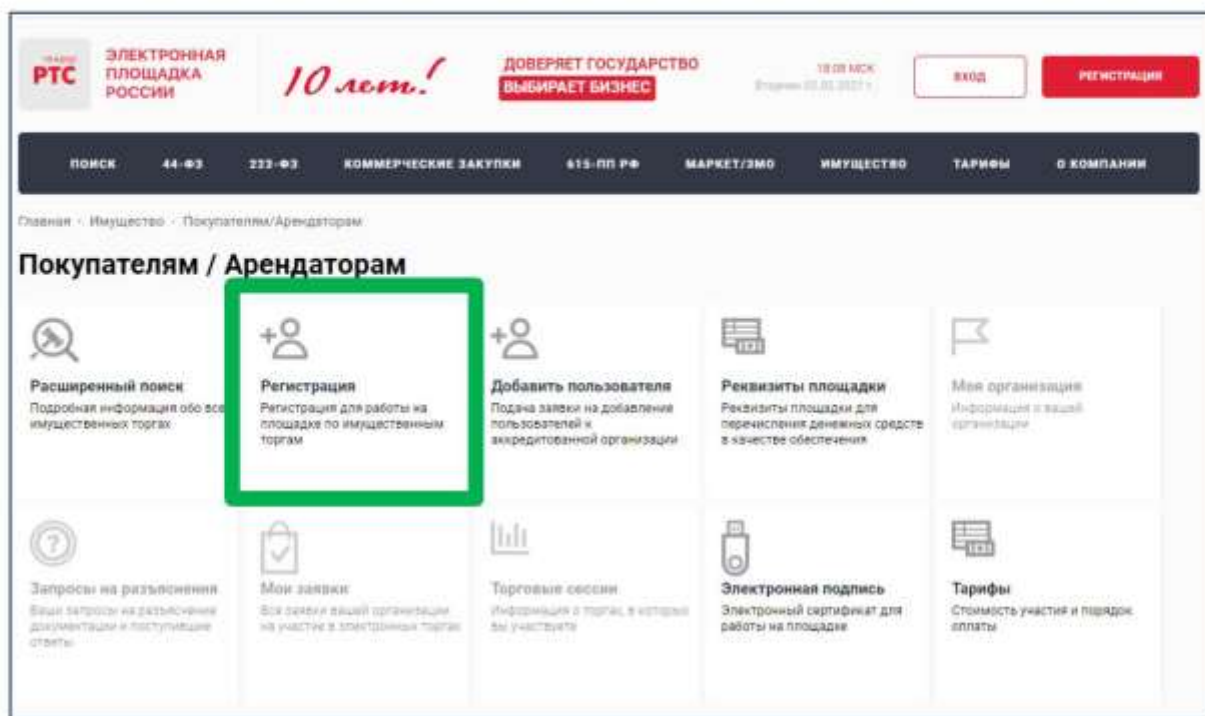 РТС
ЭЛЕКТРОННАЯ
ПЛОЩАДКА
РОССИИ
10 лет!
ДОВЕРЯЕТ ГОСУДАРСТВО
ВЫБИРАЕТ БИЗНЕС
18:08 МСК
ВХОД
РЕГИСТРАЦИЯ
ПОИСК 44-ФЗ 223-ФЗ КОММЕРЧЕСКИЕ ЗАКУПКИ 615-ПП РФ МАРКЕТ/ЗМО ИМУЩЕСТВО ТАРИФЫ О КОМПАНИИ
Главная - Имущество - Покупателям/Арендаторам
Покупателям / Арендаторам
Расширенный поиск
Подробная информация обо все
имущественных торгах
Регистрация
Регистрация для работы на
площадке по имущественным
торгам
Добавить пользователя
Подача заявки на добавление
пользователей к
аккредитованной организации
Реквизиты площадки
Реквизиты площадки для
перечисления денежных средств
в качестве обеспечения
Моя организация
Информация о вашей
организации
Запросы на разъяснения
Ваши запросы на разъяснение
документации и поступившие
ответы
Мои заявки
Все заявки вашей организации
на участие в электронных торгах
Торговые сессии
Информация о торгах, в которых
вы участвуете
Электронная подпись
Электронный сертификат для
работы на площадке
Тарифы
Стоимость участия и порядок
оплаты